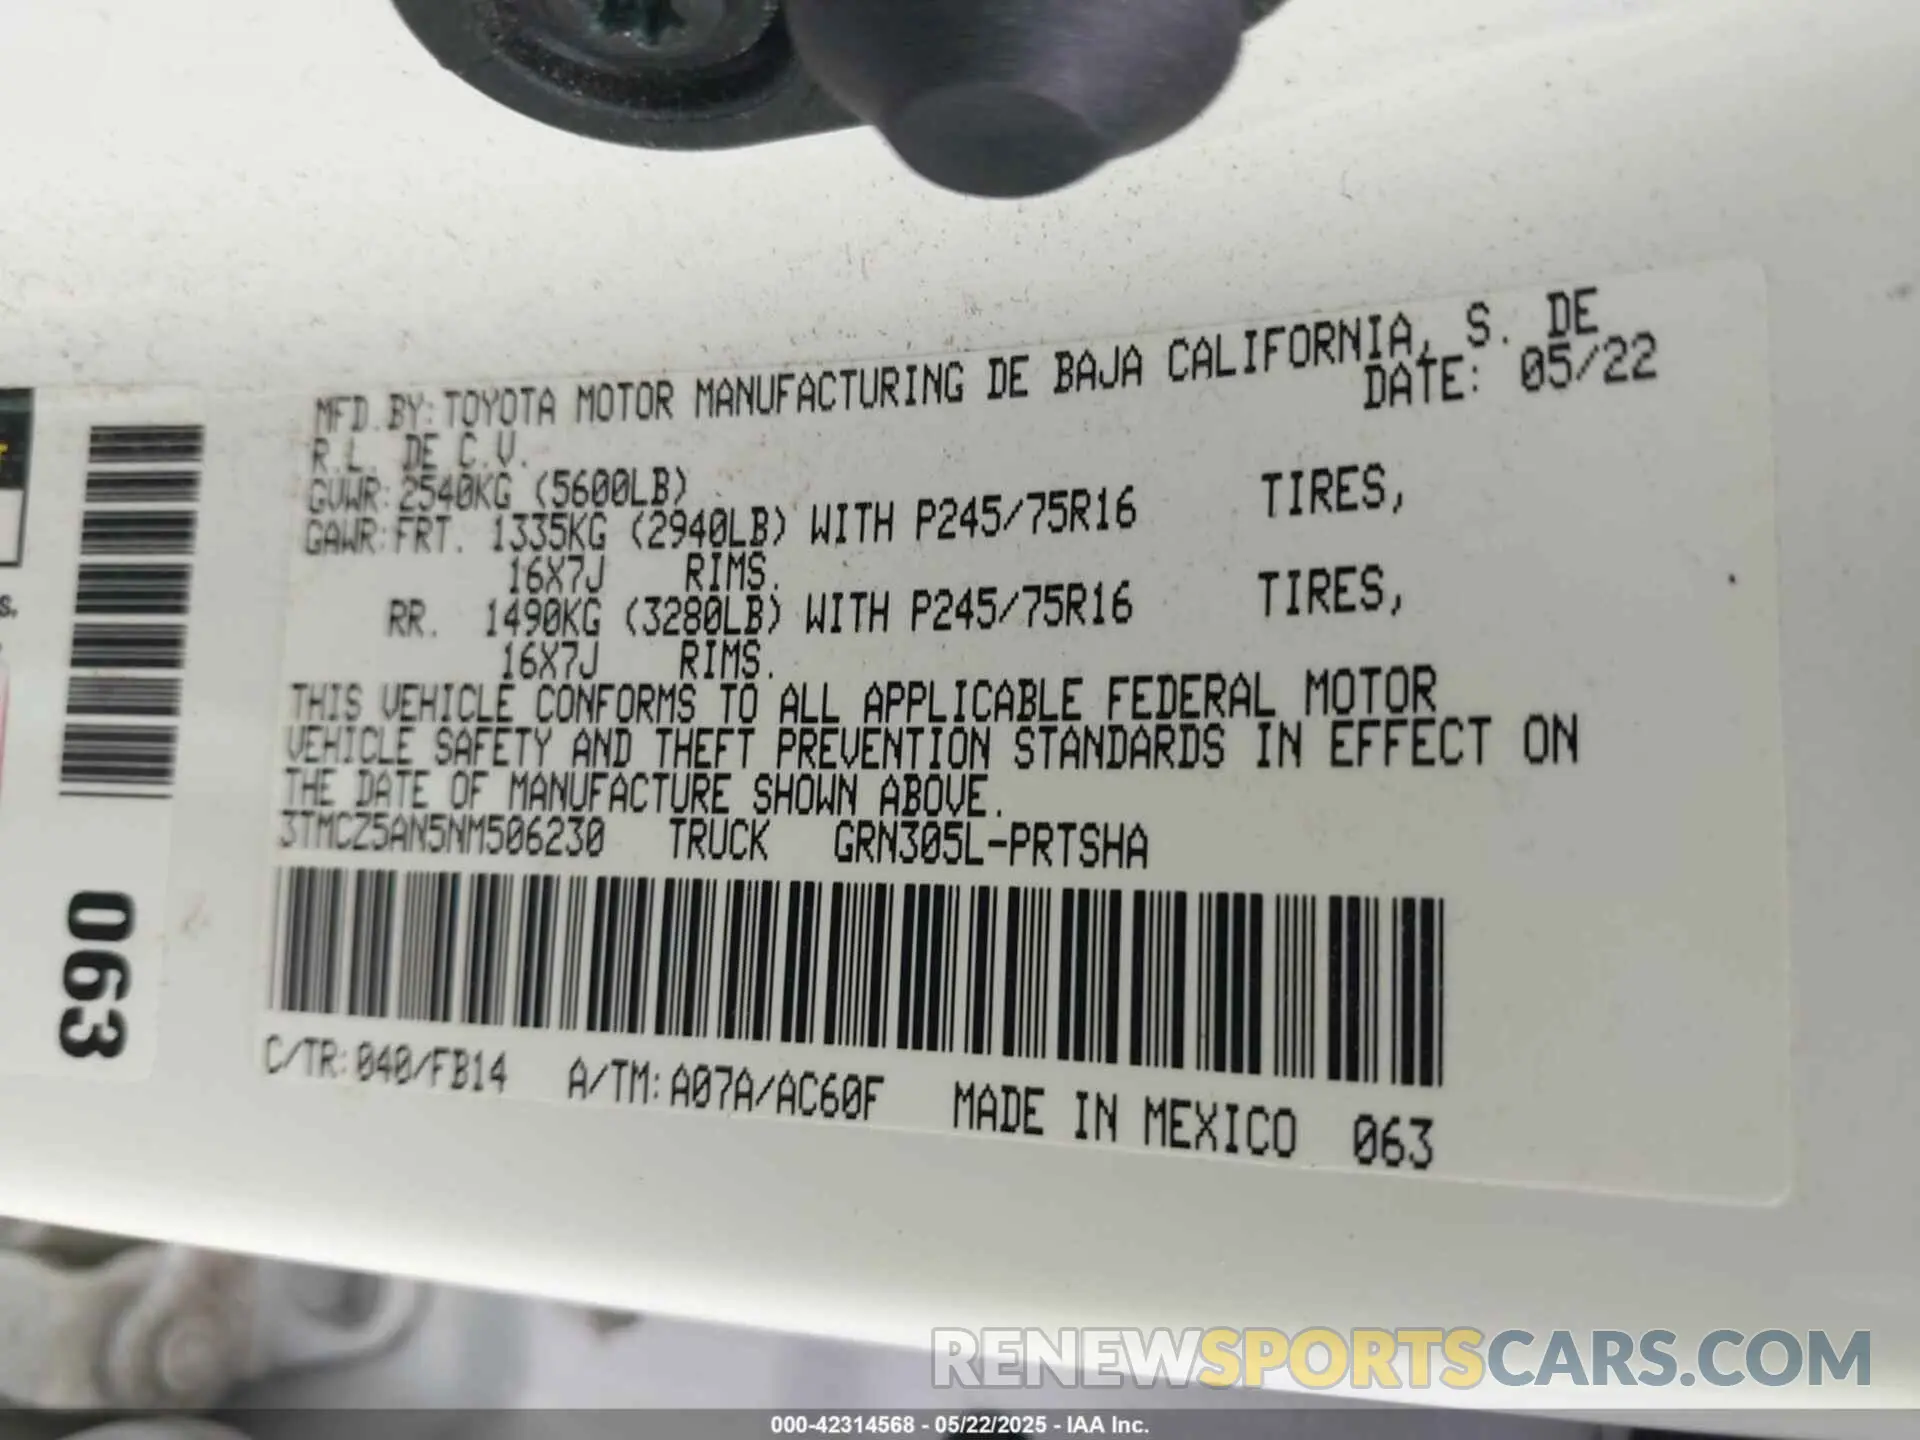 MFD.BY:TOYOTA MOTOR MANUFACTURING DE BAJA CALIFORNIA, S. DE
R.L. DE C.V. DATE: 05/22
GVWR:2540KG (5600LB)
GAWR:FRT. 1335KG (2940LB) WITH P245/75R16 TIRES,
16X7J RIMS.
RR. 1490KG (3280LB) WITH P245/75R16 TIRES,
16X7J RIMS.
THIS VEHICLE CONFORMS TO ALL APPLICABLE FEDERAL MOTOR
VEHICLE SAFETY AND THEFT PREVENTION STANDARDS IN EFFECT ON
THE DATE OF MANUFACTURE SHOWN ABOVE.
3TMCZ5AN5NM506230 TRUCK GRN305L-PRTSHA
C/TR:040/FB14 A/TM:A07A/AC60F MADE IN MEXICO 063
063
RENEWSPORTSCARS.COM
000-42314568 - 05/22/2025 - IAA Inc.